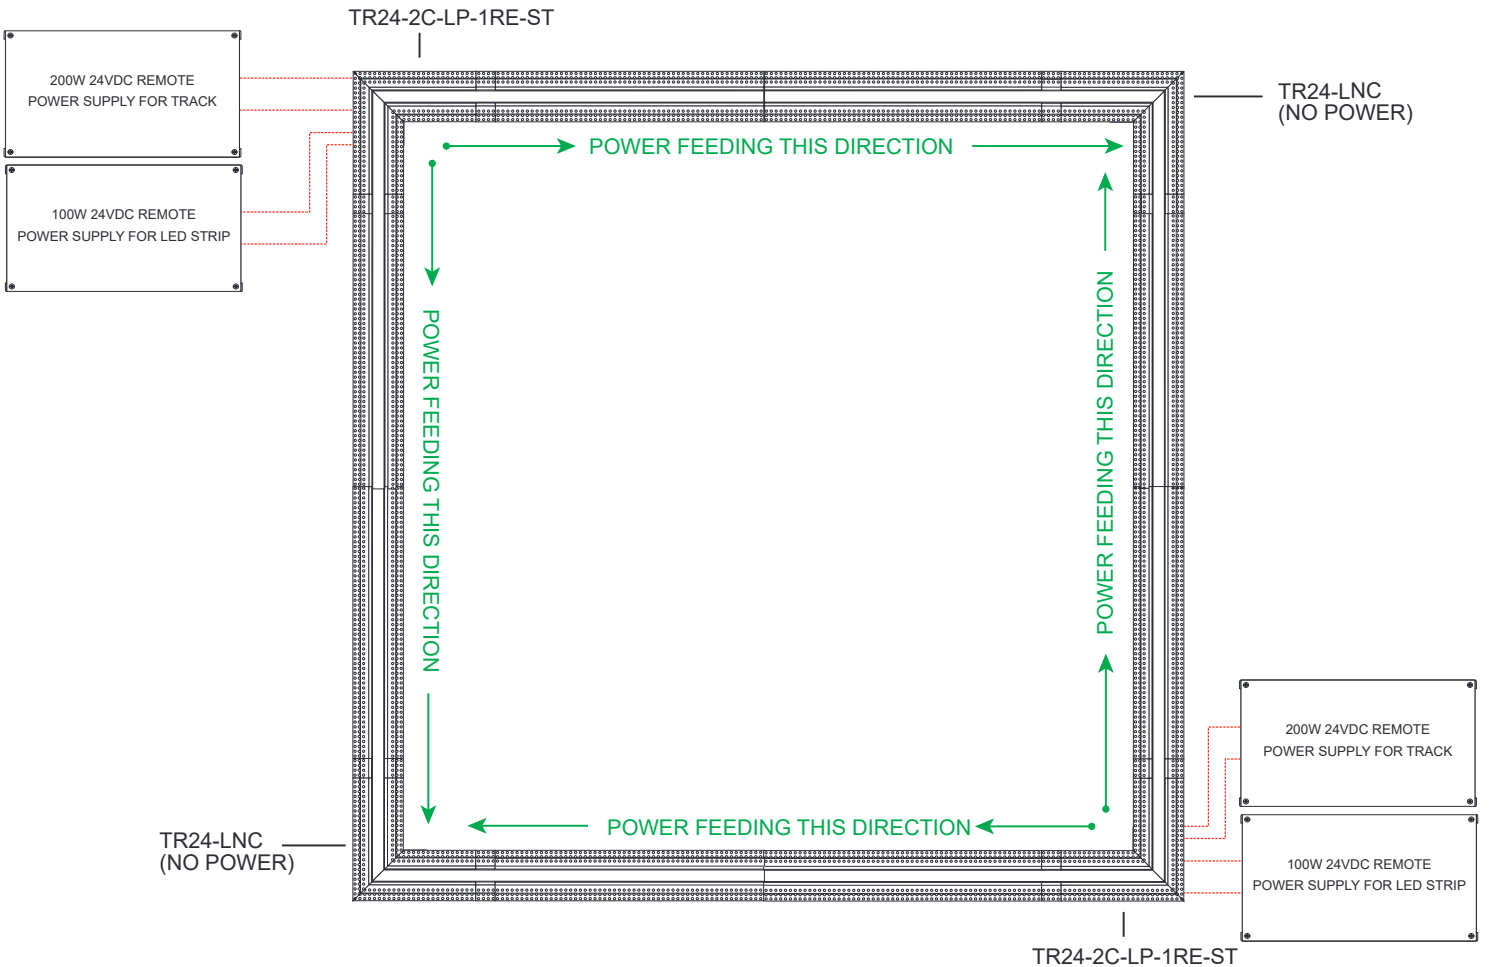 TR24-2C-LP-1RE-ST
200W 24VDC REMOTE
POWER SUPPLY FOR TRACK
TR24-LNC
(NO POWER)
POWER FEEDING THIS DIRECTION
100W 24VDC REMOTE
POWER SUPPLY FOR LED STRIP
POWER FEEDING THIS DIRECTION
POWER FEEDING THIS DIRECTION
200W 24VDC REMOTE
POWER SUPPLY FOR TRACK
POWER FEEDING THIS DIRECTION
TR24-LNC
(NO POWER)
100W 24VDC REMOTE
POWER SUPPLY FOR LED STRIP
TR24-2C-LP-1RE-ST